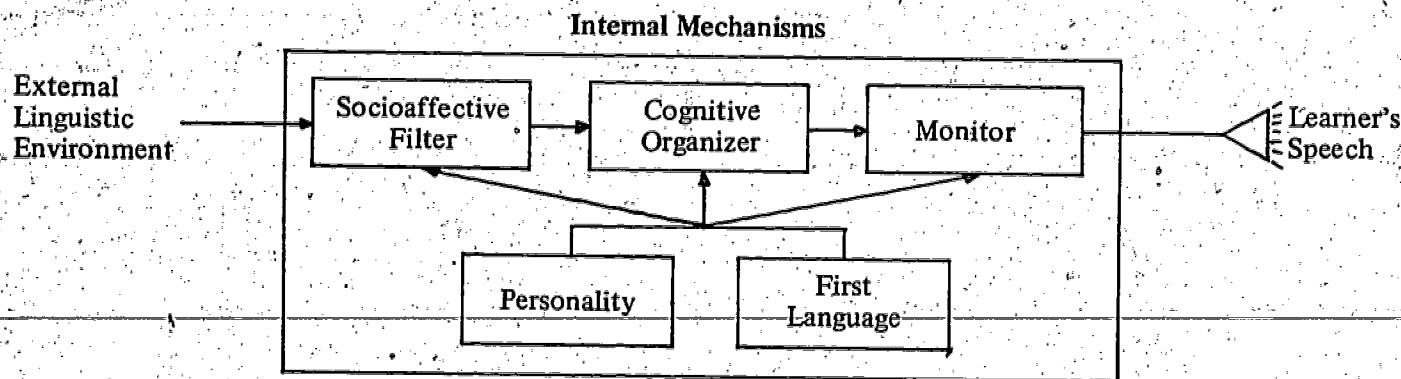 Internal Mechanisms
External
Linguistic
Environment
Socioaffective
Filter
Cognitive
Organizer
Monitor
Learner's
Speech
Personality
First
Language